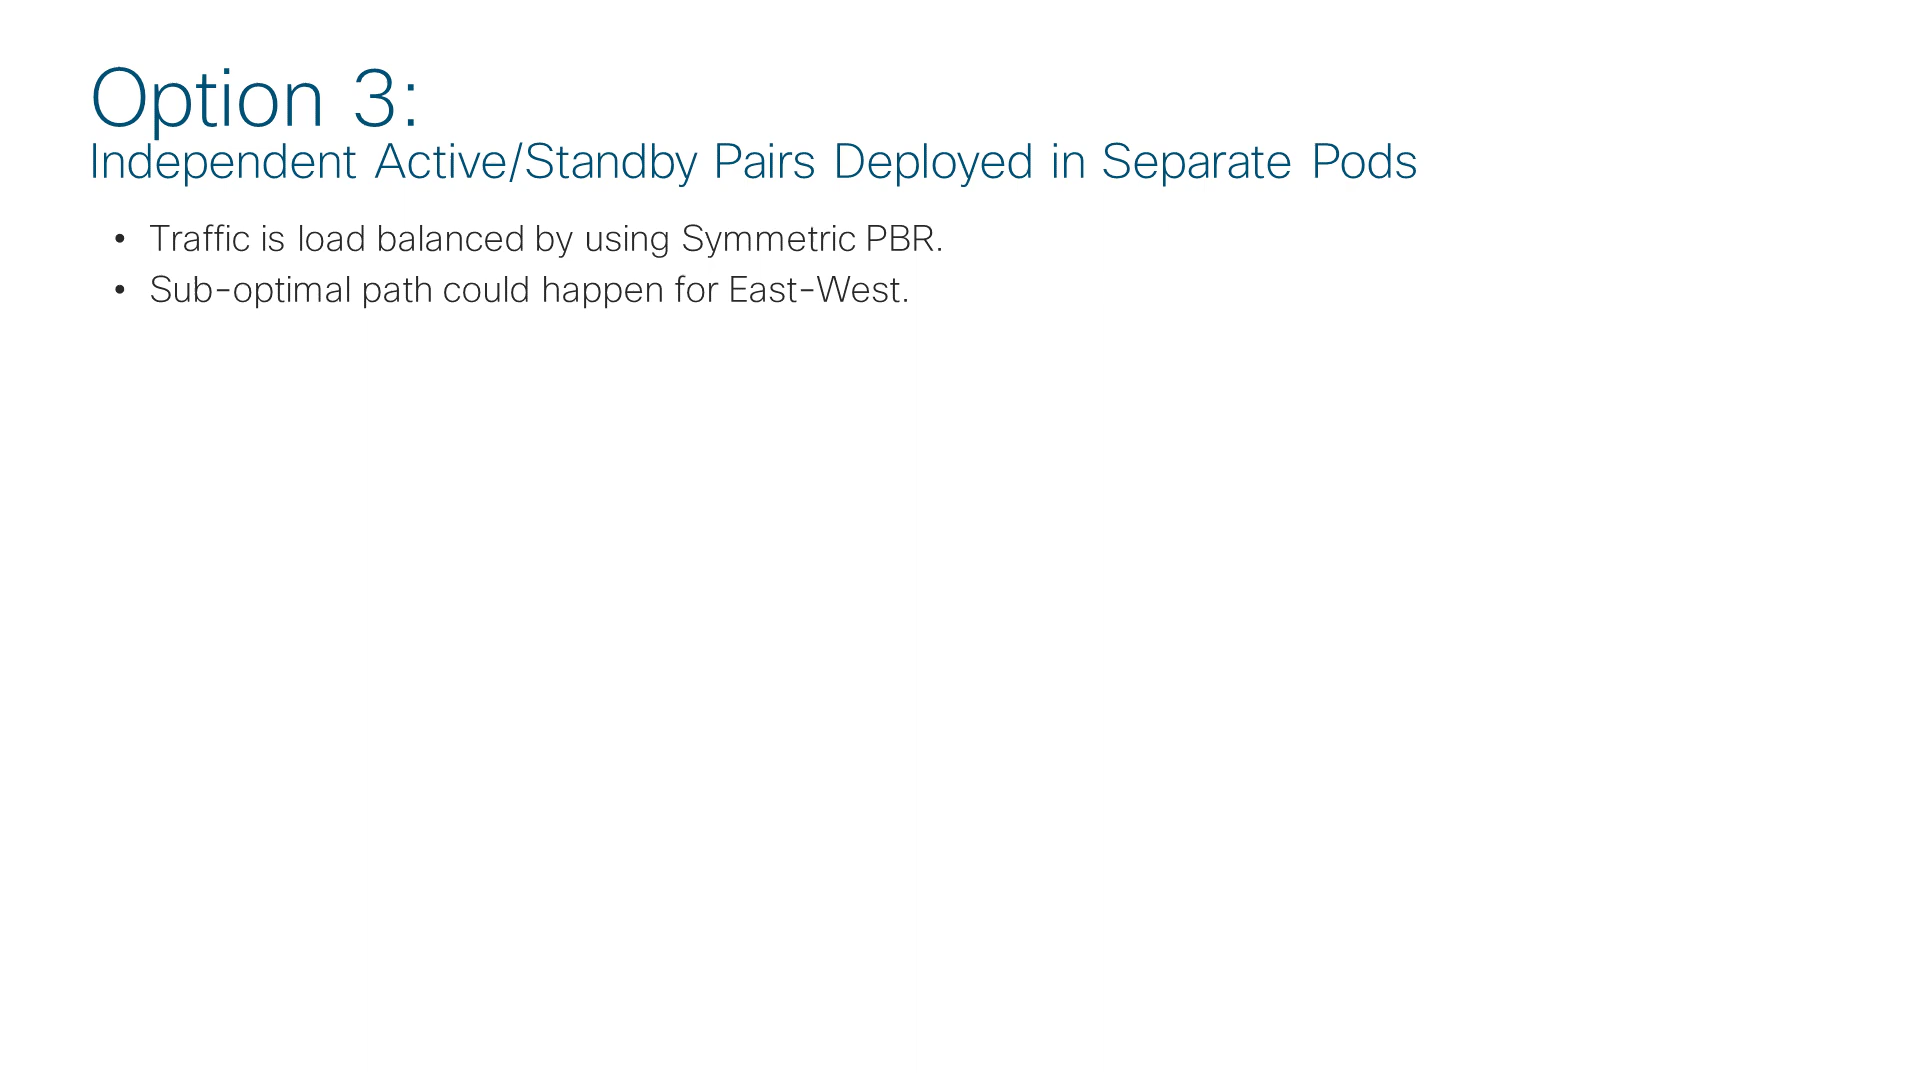 Option 3:
Independent Active/Standby Pairs Deployed in Separate Pods
• Traffic is load balanced by using Symmetric PBR.
• Sub-optimal path could happen for East-West.